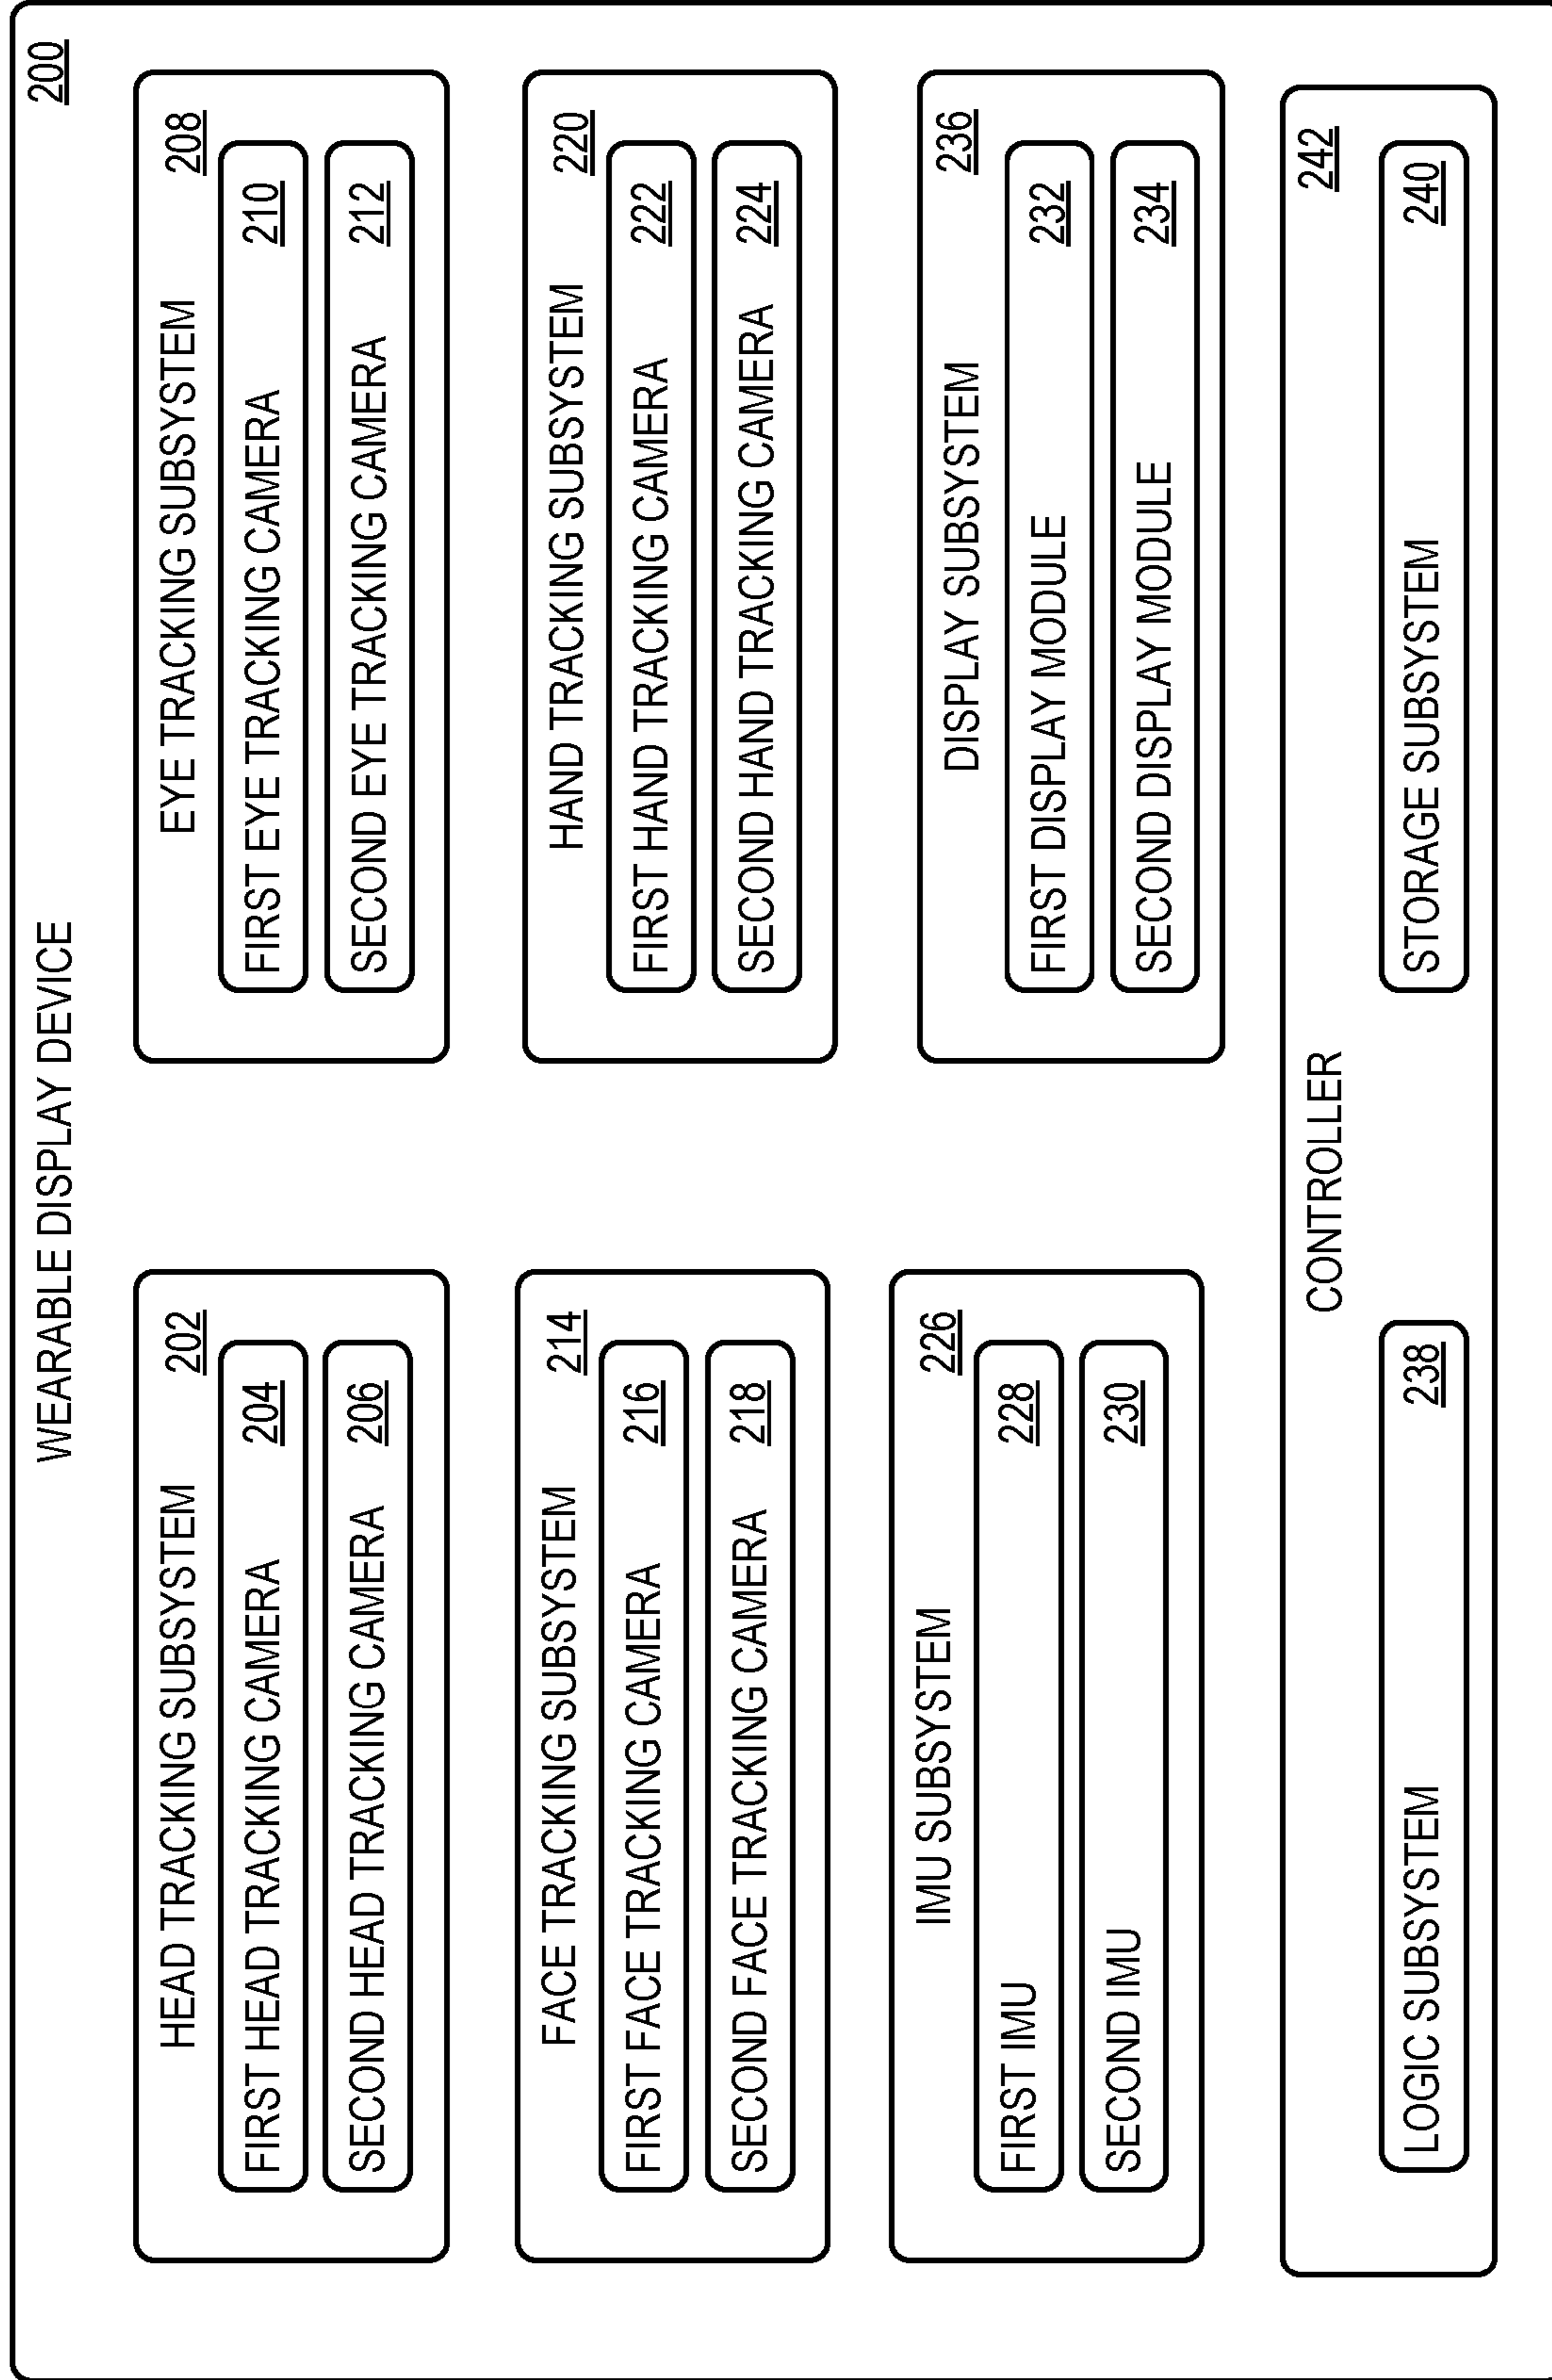 WEARABLE DISPLAY DEVICE 200
HEAD TRACKING SUBSYSTEM 202
FIRST HEAD TRACKING CAMERA 204
SECOND HEAD TRACKING CAMERA 206
EYE TRACKING SUBSYSTEM 208
FIRST EYE TRACKING CAMERA 210
SECOND EYE TRACKING CAMERA 212
FACE TRACKING SUBSYSTEM 214
FIRST FACE TRACKING CAMERA 216
SECOND FACE TRACKING CAMERA 218
HAND TRACKING SUBSYSTEM 220
FIRST HAND TRACKING CAMERA 222
SECOND HAND TRACKING CAMERA 224
IMU SUBSYSTEM 226
FIRST IMU 228
SECOND IMU 230
DISPLAY SUBSYSTEM 236
FIRST DISPLAY MODULE 232
SECOND DISPLAY MODULE 234
CONTROLLER 242
LOGIC SUBSYSTEM 238
STORAGE SUBSYSTEM 240